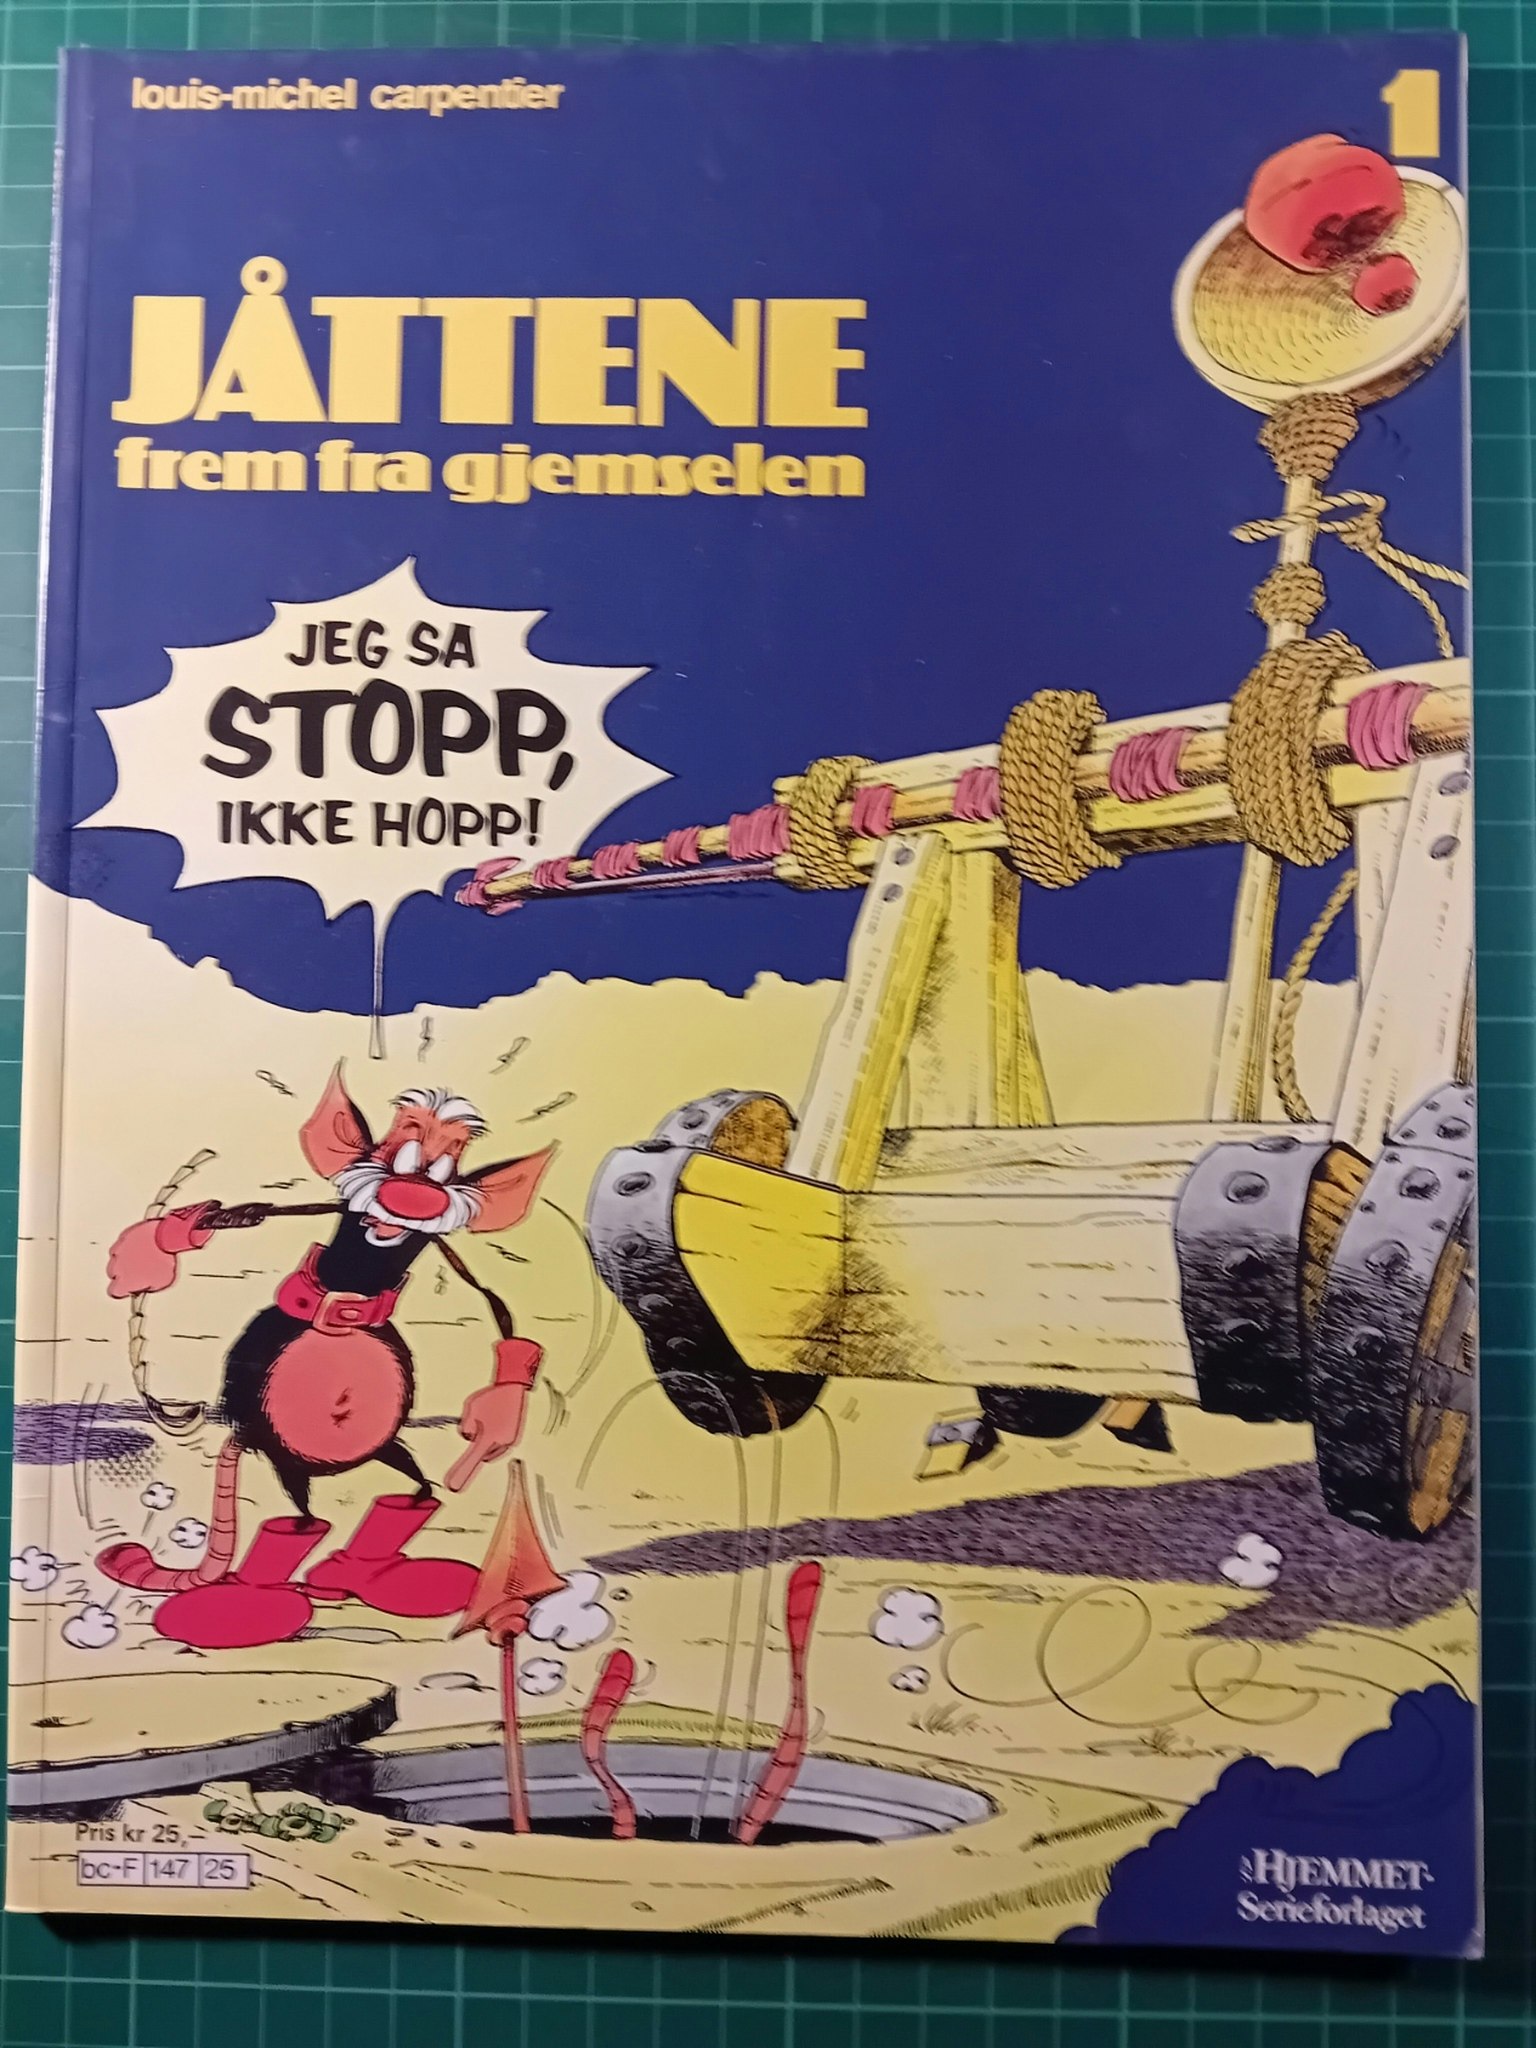 louis-michel carpentier
1
JÅTTENE
frem fra gjemselen
JEG SA
STOPP,
IKKE HOPP!
Pris kr 25,-
bc-F 147 25
A/S HJEMMET-
Serieforlaget